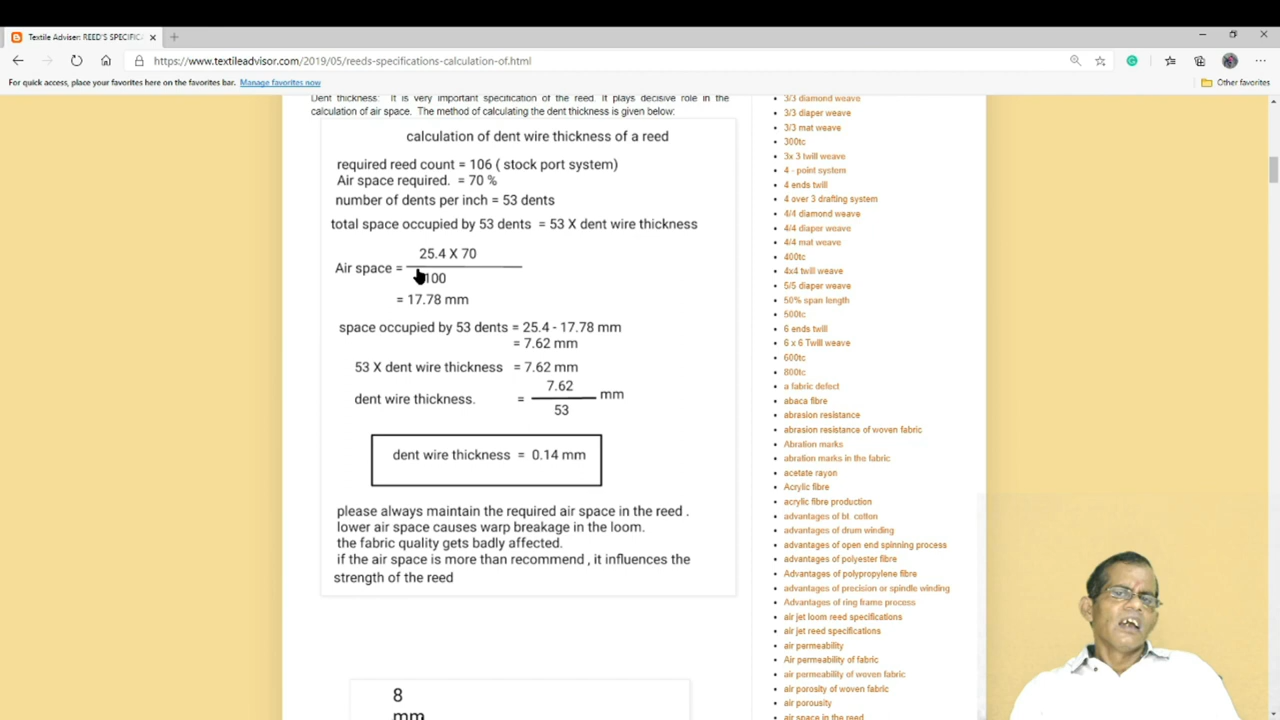 Textile Adviser: REED'S SPECIFIC
https://www.textileadvisor.com/2019/05/reeds-specifications-calculation-of.html
For quick access, place your favorites here on the favorites bar. Manage favorites now
Other favorites
Dent thickness: It is very important specification of the reed. It plays decisive role in the
calculation of air space. The method of calculating the dent thickness is given below:
calculation of dent wire thickness of a reed
required reed count = 106 ( stock port system)
Air space required. = 70 %
number of dents per inch = 53 dents
total space occupied by 53 dents = 53 X dent wire thickness
25.4 X 70
Air space =
100
= 17.78 mm
space occupied by 53 dents = 25.4 - 17.78 mm
= 7.62 mm
53 X dent wire thickness = 7.62 mm
7.62
dent wire thickness. = mm
53
dent wire thickness = 0.14 mm
please always maintain the required air space in the reed .
lower air space causes warp breakage in the loom.
the fabric quality gets badly affected.
if the air space is more than recommend , it influences the
strength of the reed
8
mm
3/3 diamond weave
3/3 diaper weave
3/3 mat weave
300tc
3x 3 twill weave
4 - point system
4 ends twill
4 over 3 drafting system
4/4 diamond weave
4/4 diaper weave
4/4 mat weave
400tc
4x4 twill weave
5/5 diaper weave
50% span length
500tc
6 ends twill
6 x 6 Twill weave
600tc
800tc
a fabric defect
abaca fibre
abrasion resistance
abrasion resistance of woven fabric
Abration marks
abration marks in the fabric
acetate rayon
Acrylic fibre
acrylic fibre production
advantages of bt. cotton
advantages of drum winding
advantages of open end spinning process
advantages of polyester fibre
Advantages of polypropylene fibre
advantages of precision or spindle winding
Advantages of ring frame process
air jet loom reed specifications
air jet reed specifications
air permeability
Air permeability of fabric
air permeability of woven fabric
air porosity of woven fabric
air porousity
air space in the reed